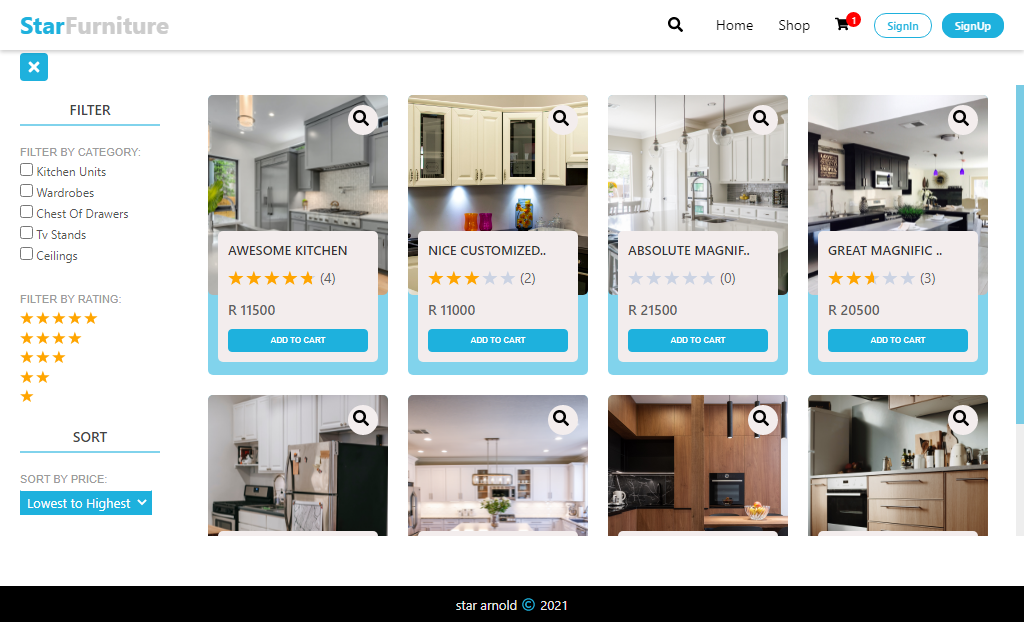 StarFurniture
Home
Shop
1
SignIn
SignUp
FILTER
FILTER BY CATEGORY:
Kitchen Units
Wardrobes
Chest Of Drawers
Tv Stands
Ceilings
FILTER BY RATING:
SORT
SORT BY PRICE:
Lowest to Highest
AWESOME KITCHEN
(4)
R 11500
ADD TO CART
NICE CUSTOMIZED..
(2)
R 11000
ADD TO CART
ABSOLUTE MAGNIF..
(0)
R 21500
ADD TO CART
GREAT MAGNIFIC ..
(3)
R 20500
ADD TO CART
star arnold © 2021